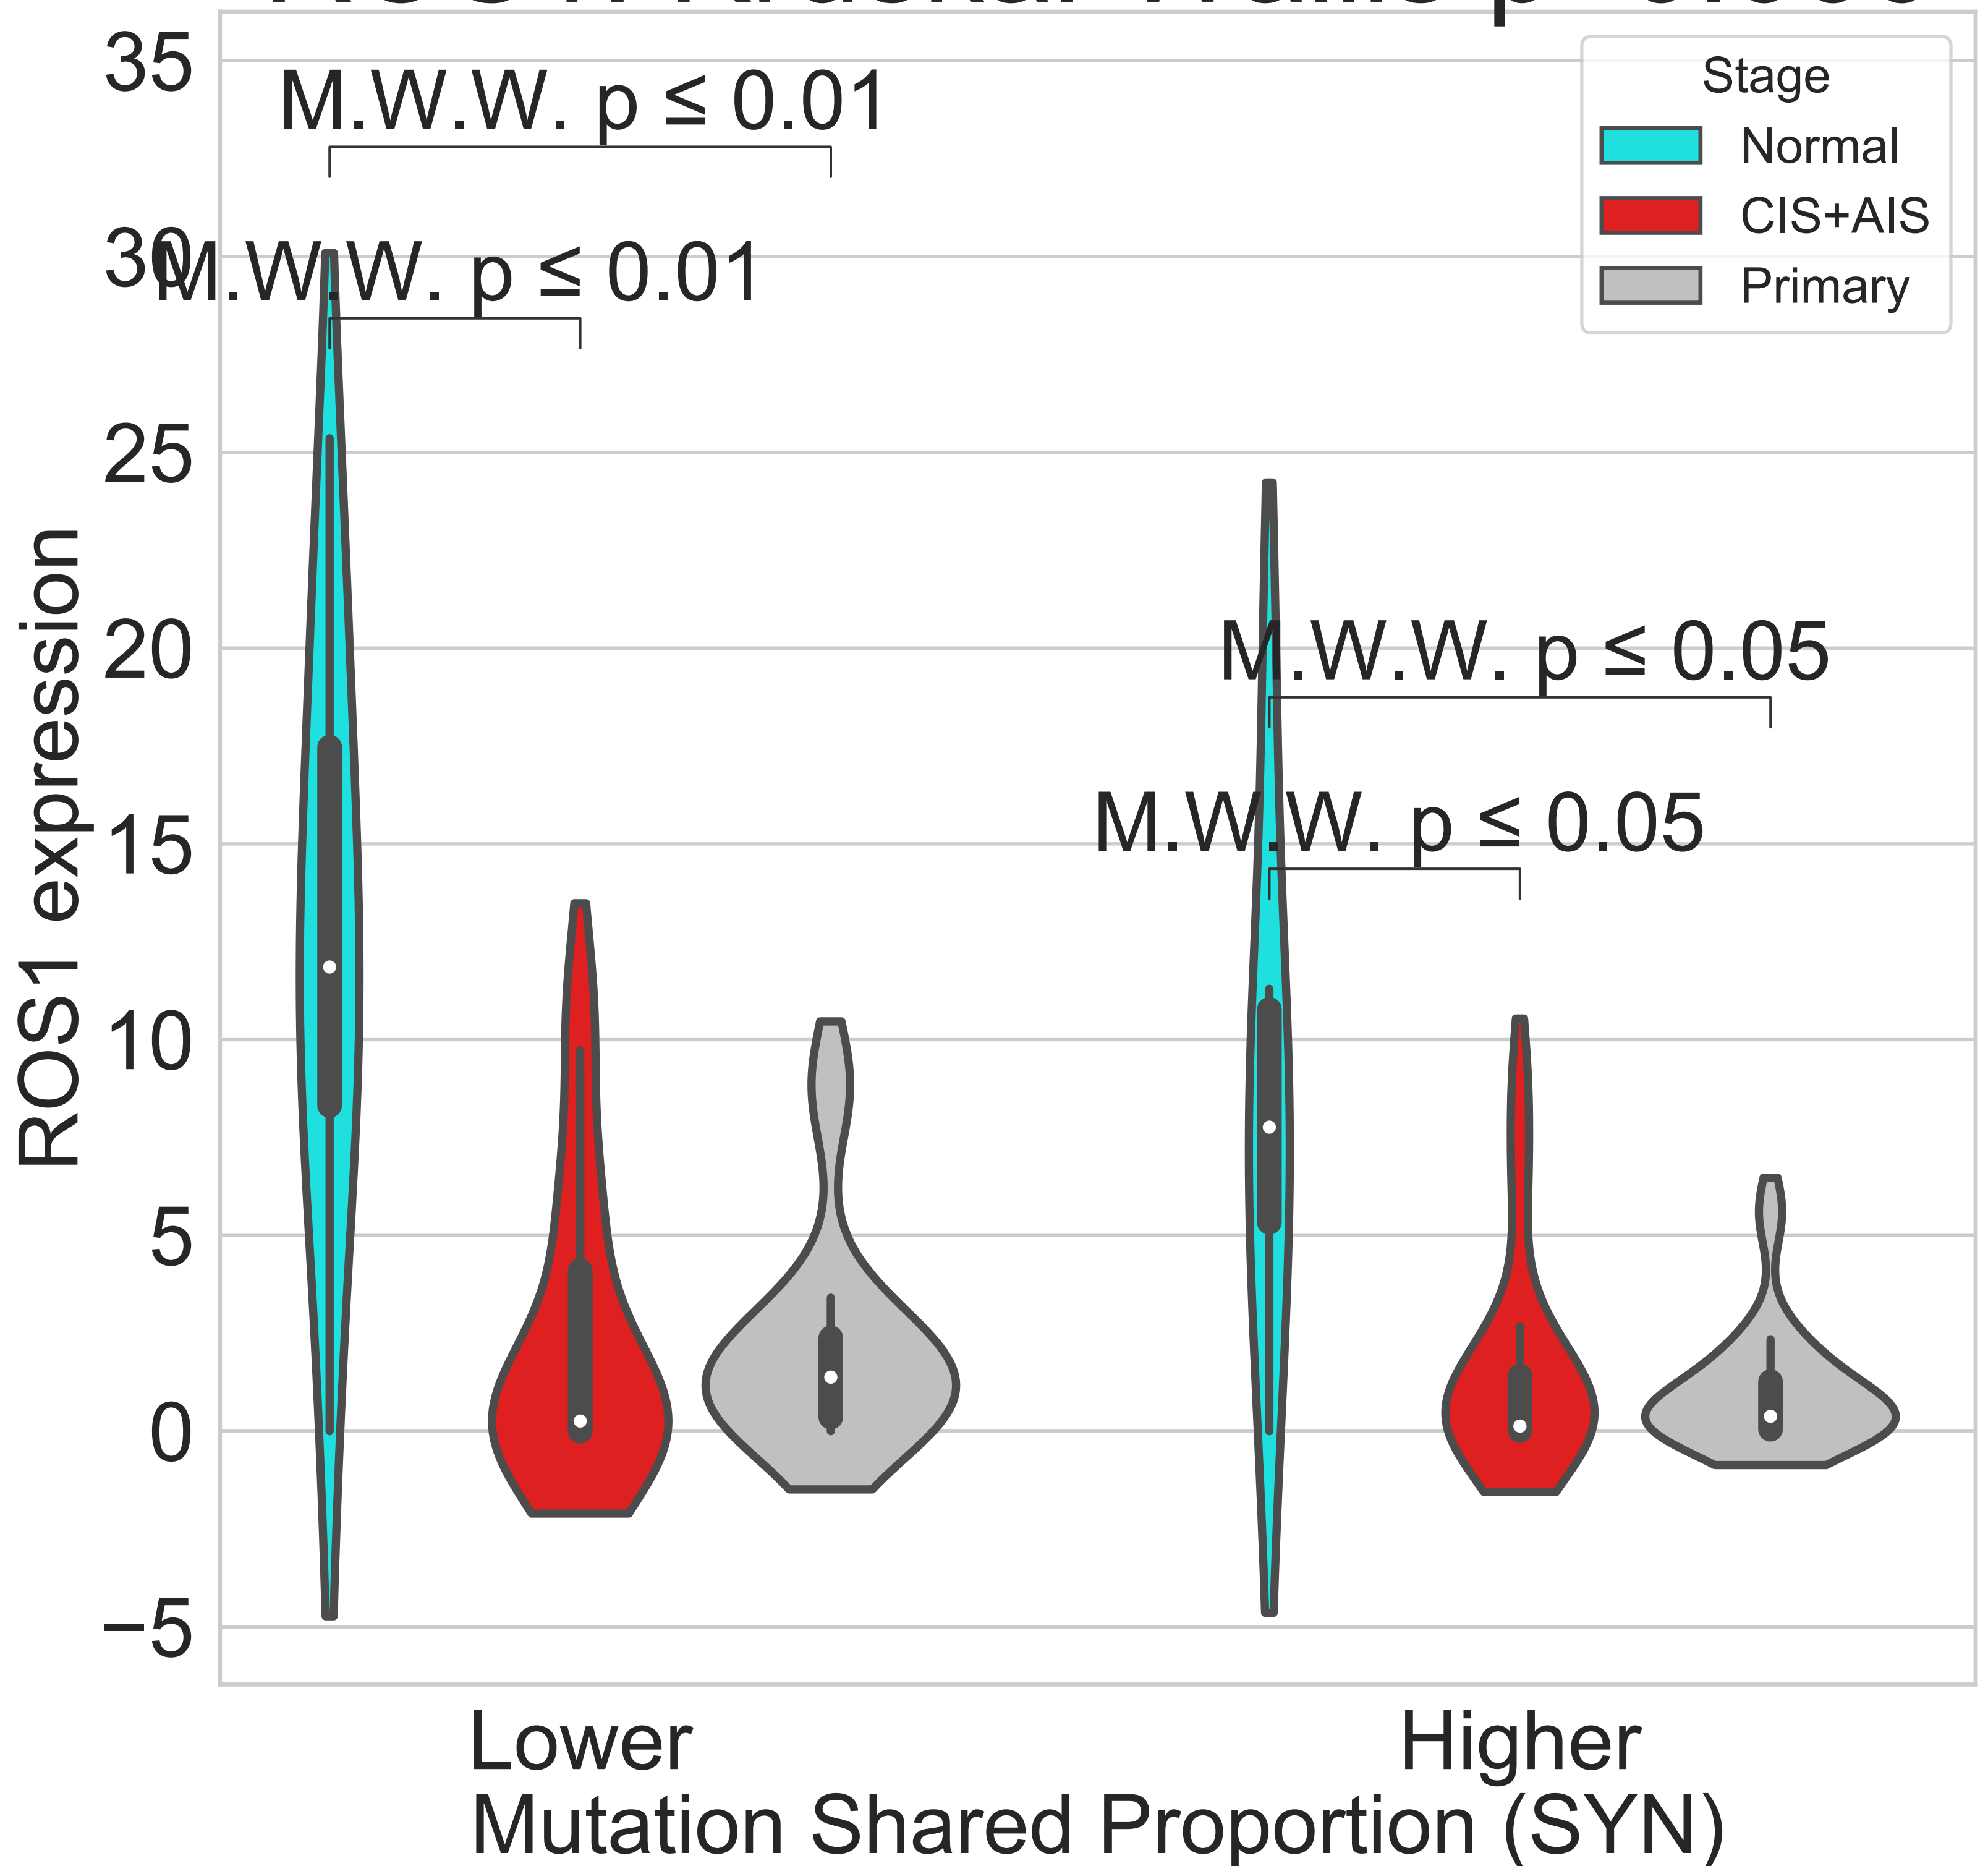 35
M.W.W. p ≤ 0.01
Stage
Normal
CIS+AIS
Primary
30
M.W.W. p ≤ 0.01
25
20
M.W.W. p ≤ 0.05
15
M.W.W. p ≤ 0.05
10
5
0
−5
ROS1 expression
Lower
Higher
Mutation Shared Proportion (SYN)